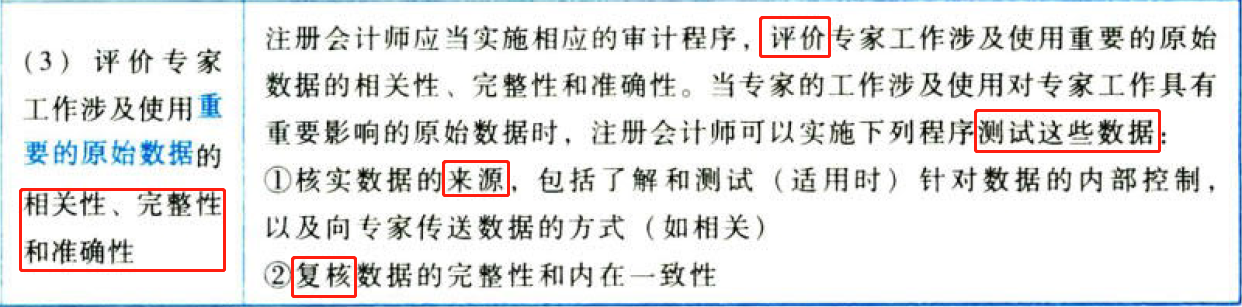 (3) 评价专家
工作涉及使用重
要的原始数据的
相关性、完整性
和准确性
注册会计师应当实施相应的审计程序，评价专家工作涉及使用重要的原始
数据的相关性、完整性和准确性。当专家的工作涉及使用对专家工作具有
重要影响的原始数据时，注册会计师可以实施下列程序测试这些数据：
①核实数据的来源，包括了解和测试（适用时）针对数据的内部控制，
以及向专家传送数据的方式（如相关）
②复核数据的完整性和内在一致性